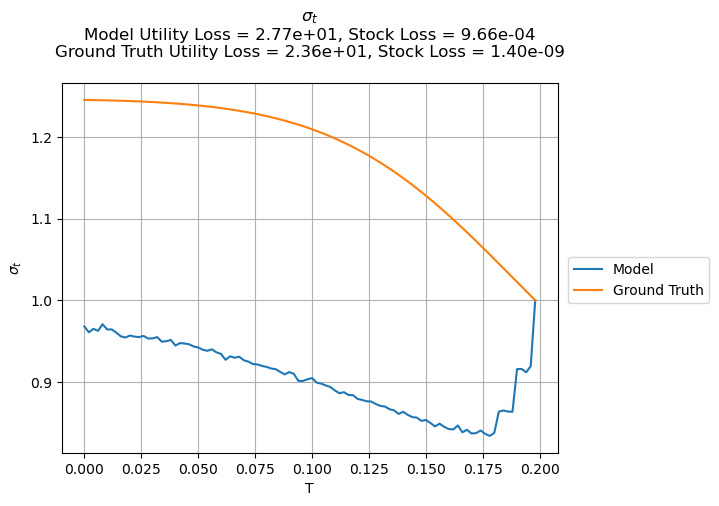 σ_t
Model Utility Loss = 2.77e+01, Stock Loss = 9.66e-04
Ground Truth Utility Loss = 2.36e+01, Stock Loss = 1.40e-09
1.2
1.1
1.0
0.9
σ_t
0.000 0.025 0.050 0.075 0.100 0.125 0.150 0.175 0.200
T
Model
Ground Truth